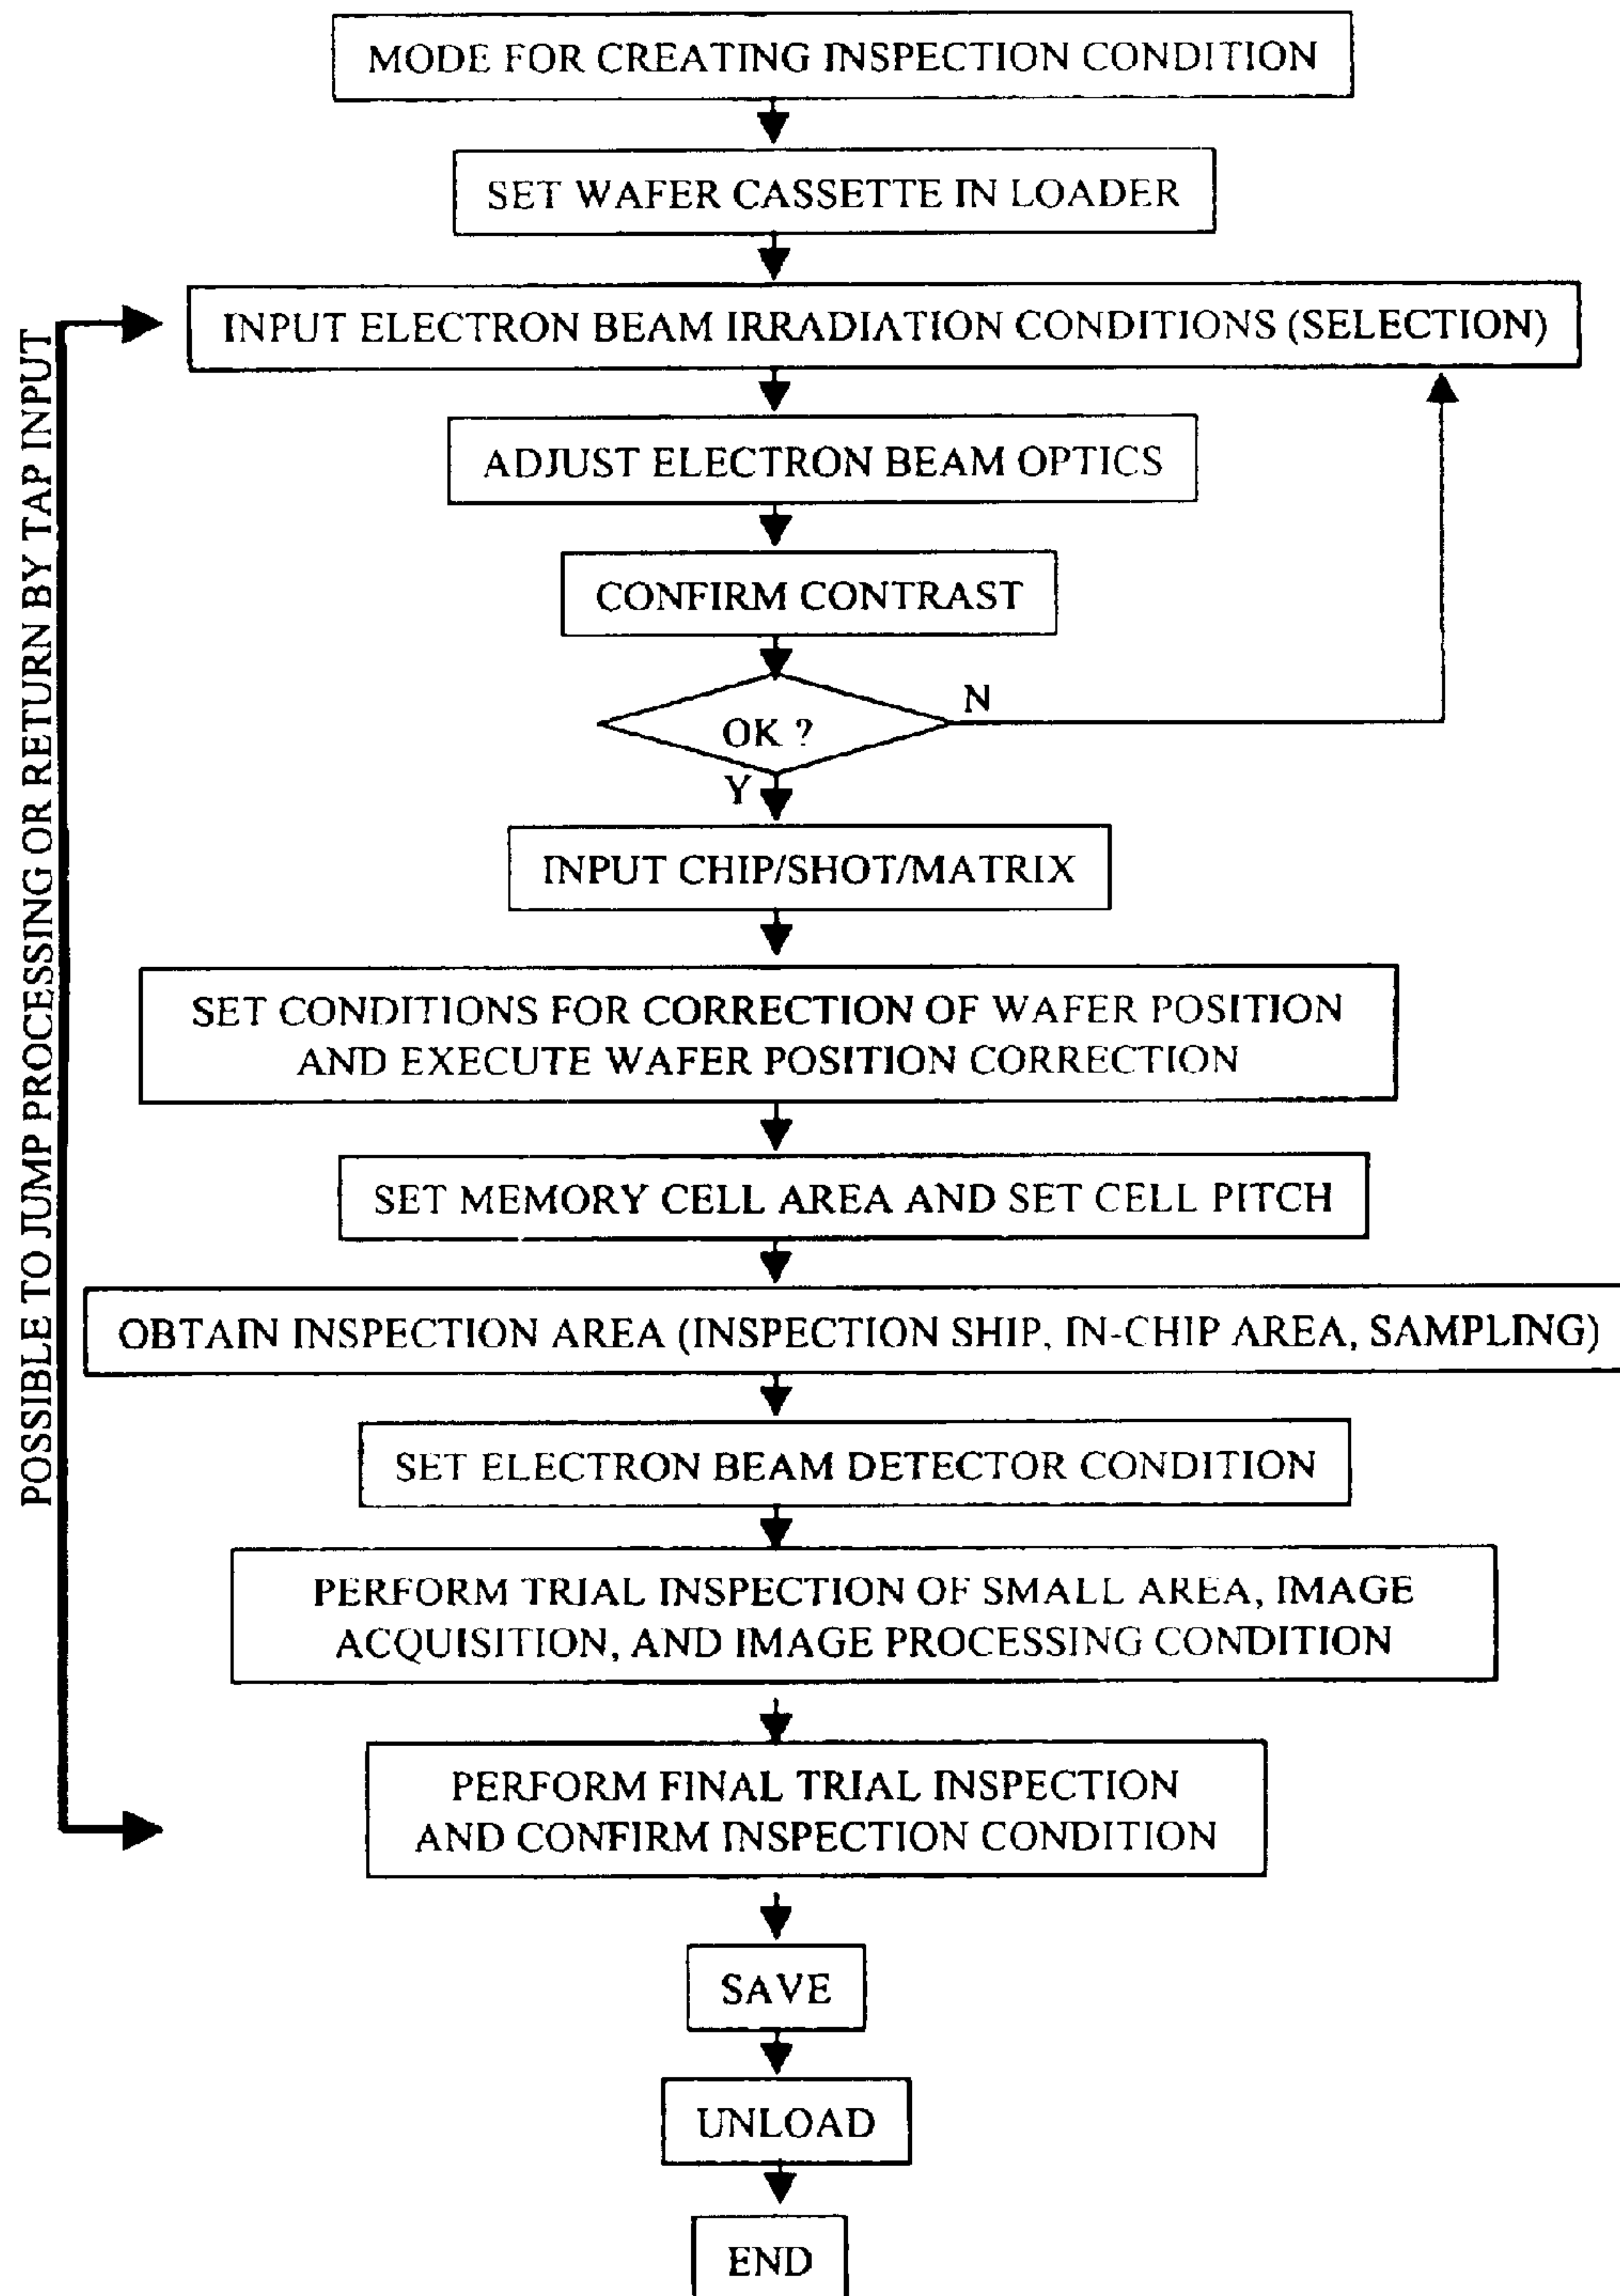 MODE FOR CREATING INSPECTION CONDITION
SET WAFER CASSETTE IN LOADER
INPUT ELECTRON BEAM IRRADIATION CONDITIONS (SELECTION)
ADJUST ELECTRON BEAM OPTICS
CONFIRM CONTRAST
OK ?
N
Y
INPUT CHIP/SHOT/MATRIX
SET CONDITIONS FOR CORRECTION OF WAFER POSITION
AND EXECUTE WAFER POSITION CORRECTION
SET MEMORY CELL AREA AND SET CELL PITCH
OBTAIN INSPECTION AREA (INSPECTION SHIP, IN-CHIP AREA, SAMPLING)
SET ELECTRON BEAM DETECTOR CONDITION
PERFORM TRIAL INSPECTION OF SMALL AREA, IMAGE
ACQUISITION, AND IMAGE PROCESSING CONDITION
PERFORM FINAL TRIAL INSPECTION
AND CONFIRM INSPECTION CONDITION
SAVE
UNLOAD
END
POSSIBLE TO JUMP PROCESSING OR RETURN BY TAP INPUT